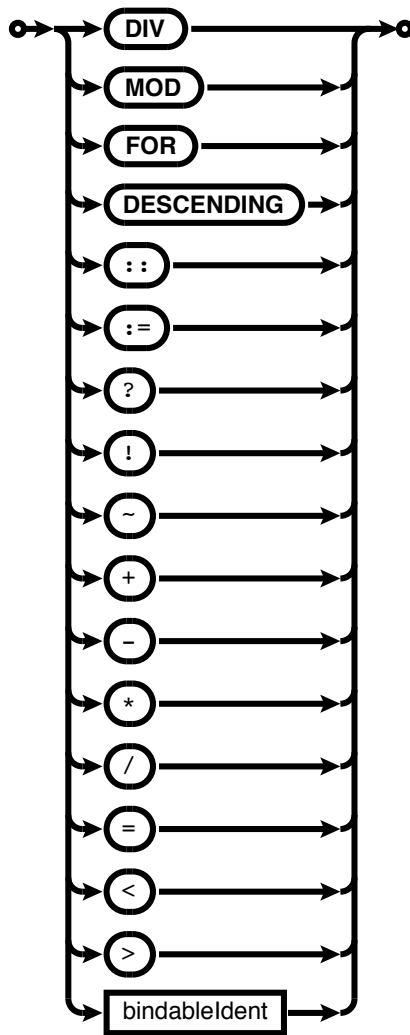 DIV
MOD
FOR
DESCENDING
::
:=
?
!
~
+
-
*
/
=
<
>
bindableIdent